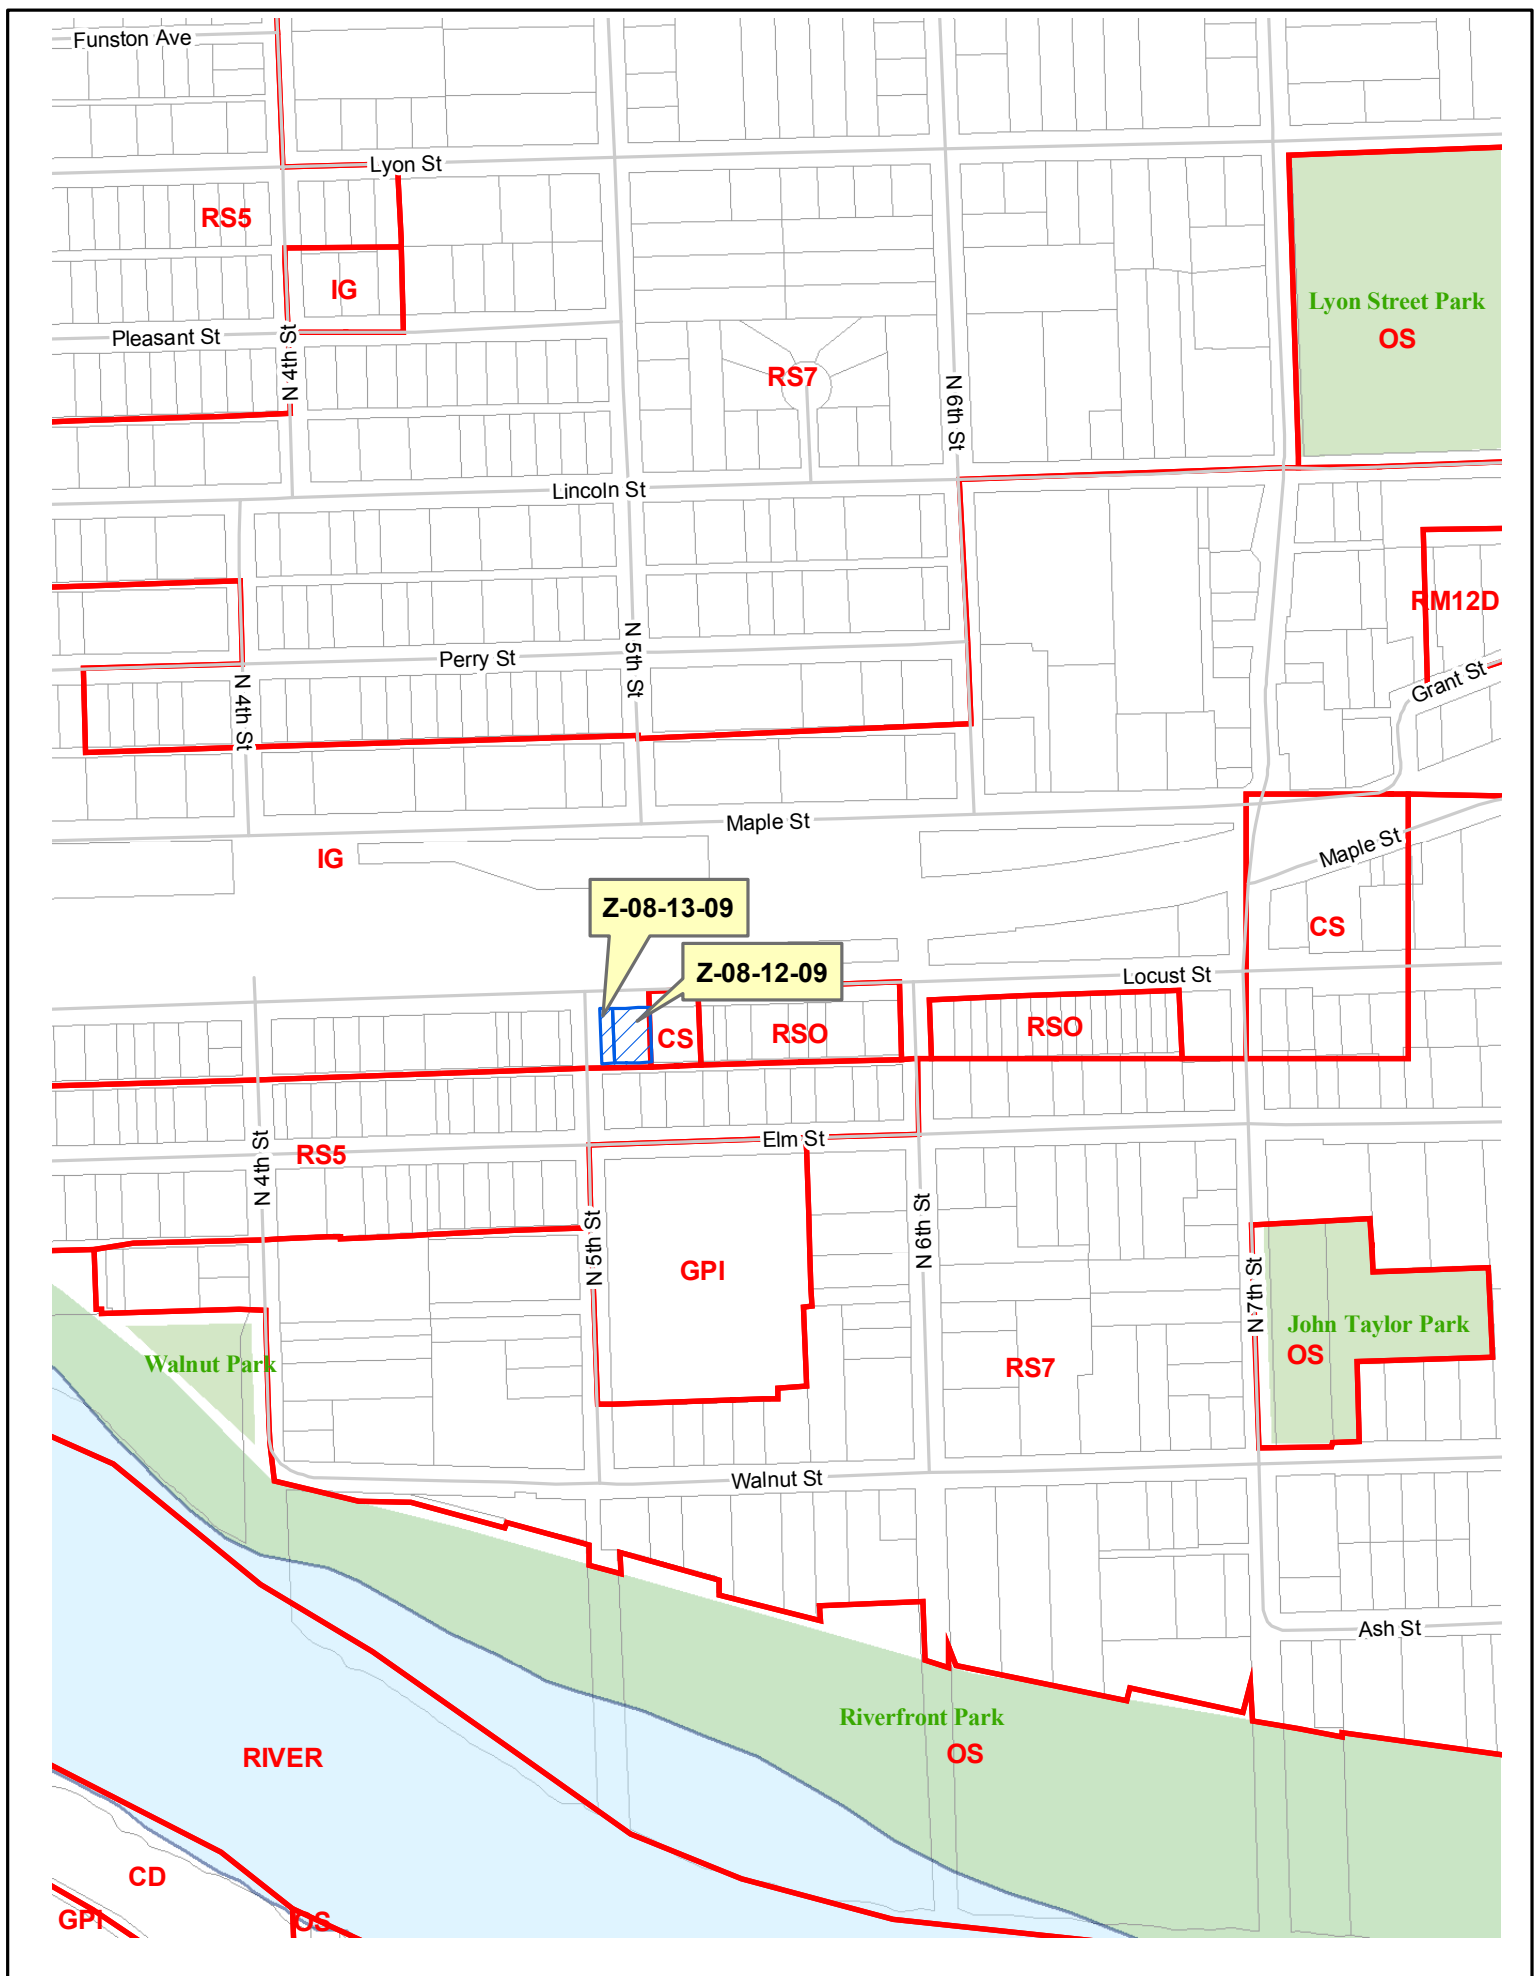 Funston Ave
Lyon St
RS5
IG
Lyon Street Park
OS
Pleasant St
N 4th St
RS7
N 6th St
Lincoln St
RM12D
N 5th St
Perry St
Grant St
N 4th St
Maple St
Maple St
IG
Z-08-13-09
CS
Z-08-12-09
Locust St
RSO
CS
RSO
Elm St
RS5
N 4th St
N 5th St
N 6th St
GPI
N 7th St
John Taylor Park
OS
Walnut Park
RS7
Walnut St
Ash St
Riverfront Park
OS
RIVER
CD
GPI
OS